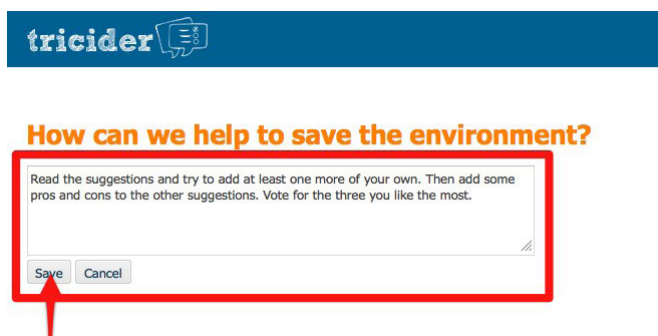 tricider
How can we help to save the environment?
Read the suggestions and try to add at least one more of your own. Then add some
pros and cons to the other suggestions. Vote for the three you like the most.
Save Cancel